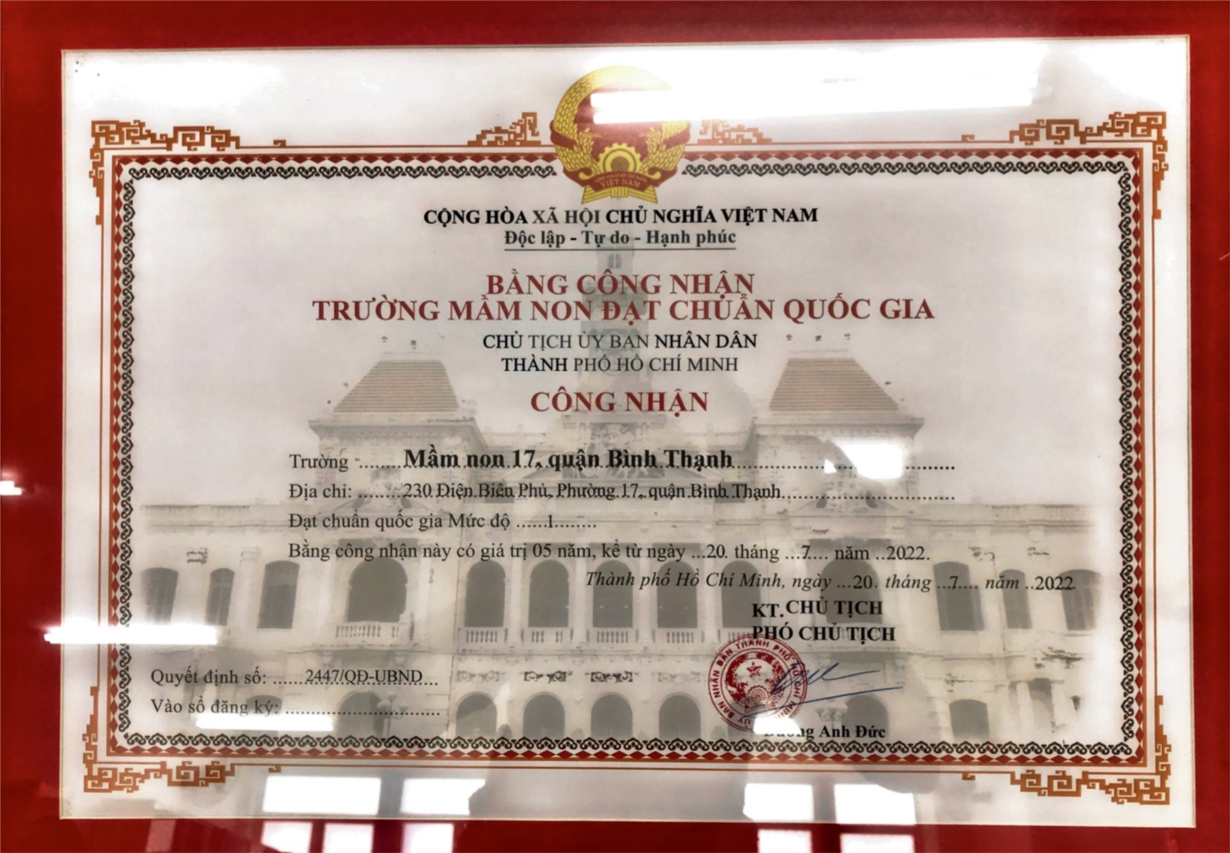 VIỆT NAM
CỘNG HÒA XÃ HỘI CHỦ NGHĨA VIỆT NAM
Độc lập - Tự do - Hạnh phúc
BẰNG CÔNG NHẬN
TRƯỜNG MẦM NON ĐẠT CHUẨN QUỐC GIA
CHỦ TỊCH ỦY BAN NHÂN DÂN
THÀNH PHỐ HỒ CHÍ MINH
CÔNG NHẬN
Trường ......Mầm non 17, quận Bình Thạnh......
Địa chỉ: ........230 Điện Biên Phủ, Phường 17, quận Bình Thạnh......
Đạt chuẩn quốc gia Mức độ ......1........
Bằng công nhận này có giá trị 05 năm, kể từ ngày ...20. tháng ...7.... năm ..2022.
Thành phố Hồ Chí Minh, ngày ...20. tháng ...7.... năm ..2022
KT. CHỦ TỊCH
PHÓ CHỦ TỊCH
Quyết định số: ......2447/QĐ-UBND...
Vào sổ đăng ký: ..............................
Dương Anh Đức